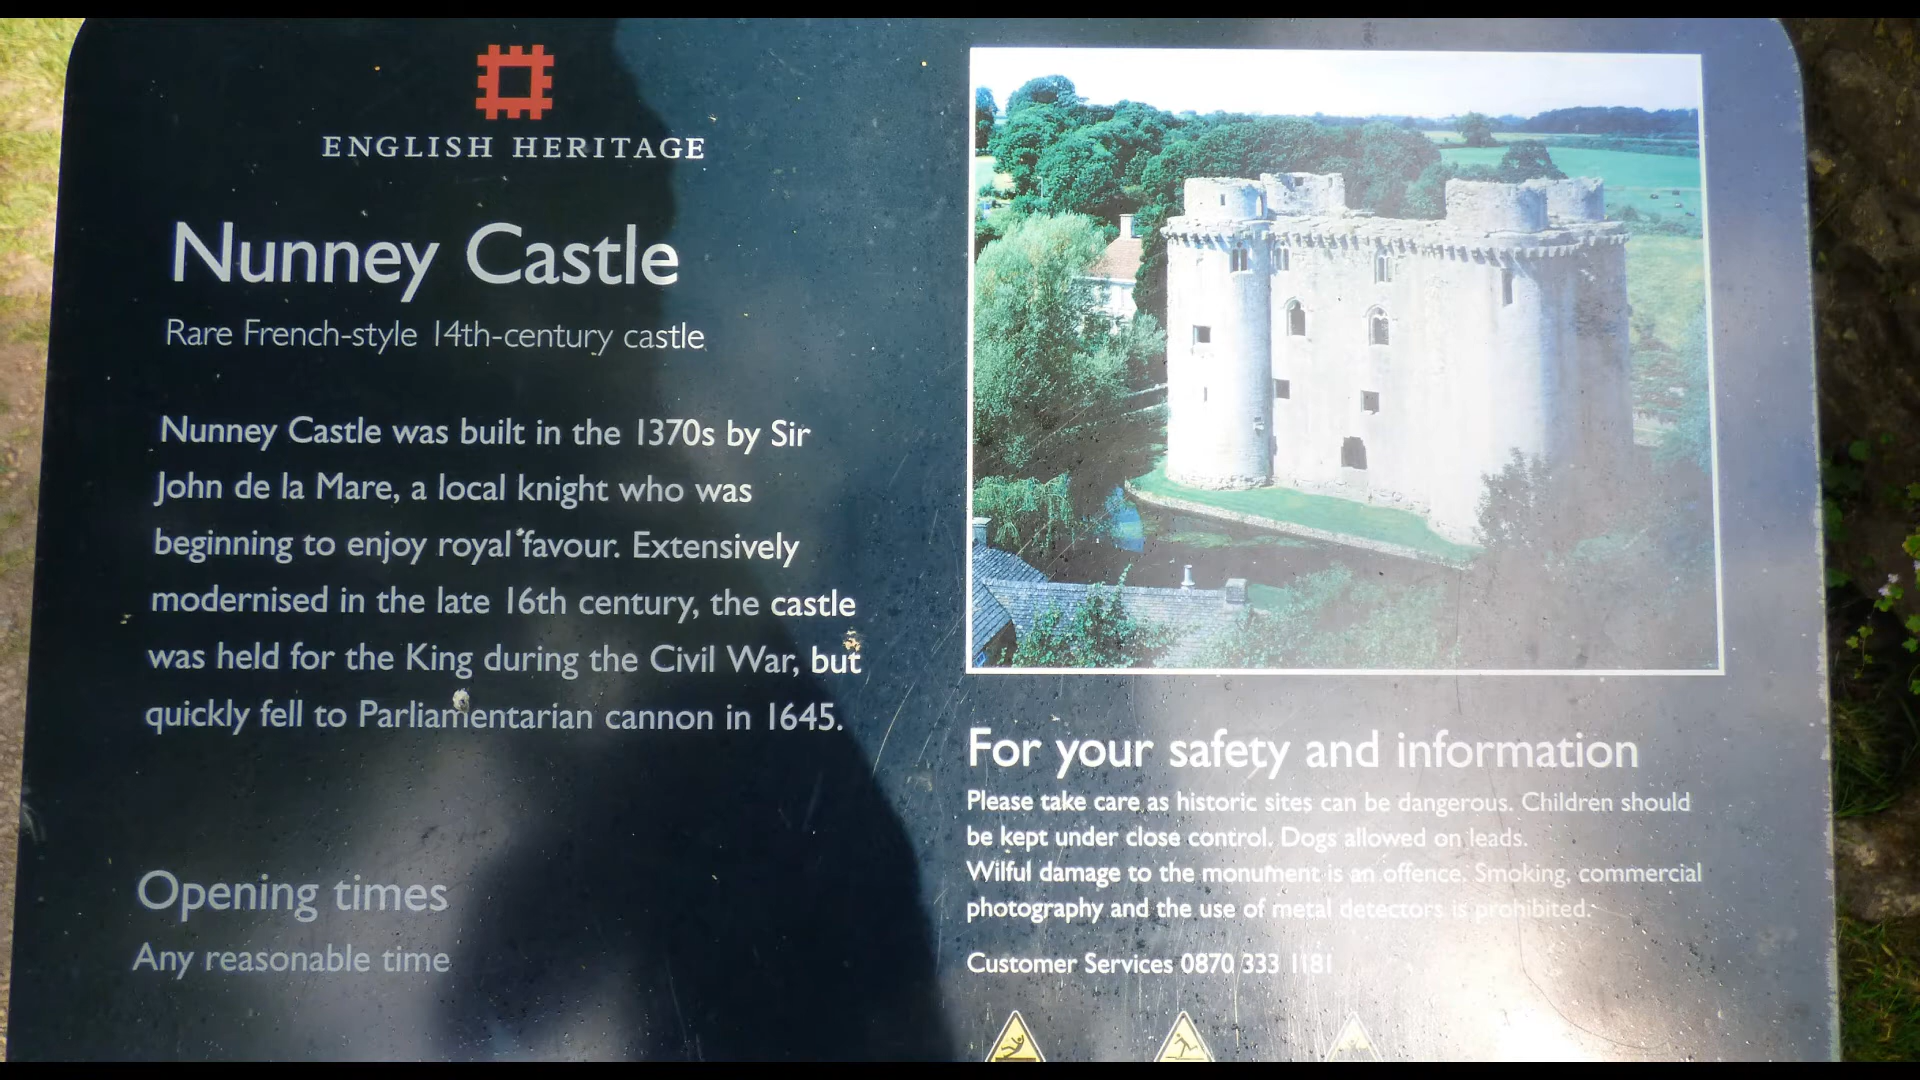 ENGLISH HERITAGE
Nunney Castle
Rare French-style 14th-century castle
Nunney Castle was built in the 1370s by Sir
John de la Mare, a local knight who was
beginning to enjoy royal favour. Extensively
modernised in the late 16th century, the castle
was held for the King during the Civil War, but
quickly fell to Parliamentarian cannon in 1645.
Opening times
Any reasonable time
For your safety and information
Please take care as historic sites can be dangerous. Children should
be kept under close control. Dogs allowed on leads.
Wilful damage to the monument is an offence. Smoking, commercial
photography and the use of metal detectors is prohibited.
Customer Services 0870 333 1181